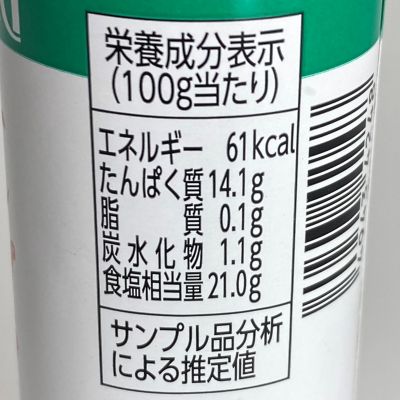 栄養成分表示
(100g当たり)
エネルギー 61kcal
たんぱく質 14.1g
脂質 0.1g
炭水化物 1.1g
食塩相当量 21.0g
サンプル品分析
による推定値